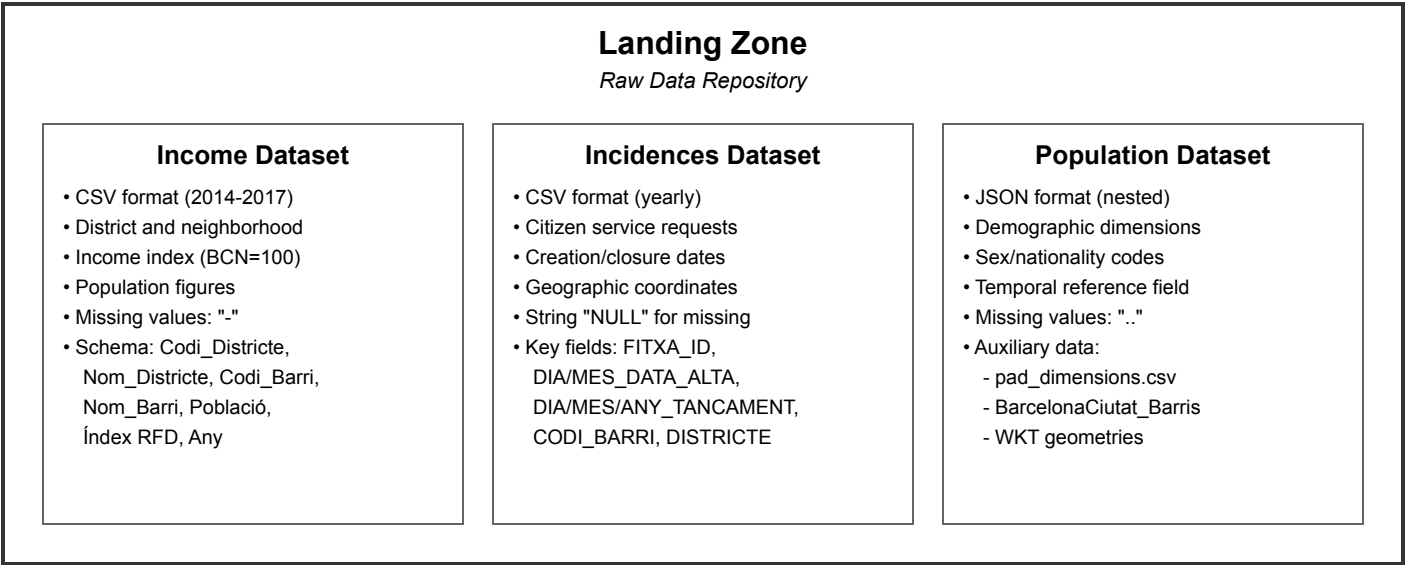 Landing Zone
Raw Data Repository
Income Dataset
• CSV format (2014-2017)
• District and neighborhood
• Income index (BCN=100)
• Population figures
• Missing values: "-"
• Schema: Codi_Districte,
Nom_Districte, Codi_Barri,
Nom_Barri, Població,
Índex RFD, Any
Incidences Dataset
• CSV format (yearly)
• Citizen service requests
• Creation/closure dates
• Geographic coordinates
• String "NULL" for missing
• Key fields: FITXA_ID,
DIA/MES_DATA_ALTA,
DIA/MES/ANY_TANCAMENT,
CODI_BARRI, DISTRICTE
Population Dataset
• JSON format (nested)
• Demographic dimensions
• Sex/nationality codes
• Temporal reference field
• Missing values: ".."
• Auxiliary data:
- pad_dimensions.csv
- BarcelonaCiutat_Barris
- WKT geometries